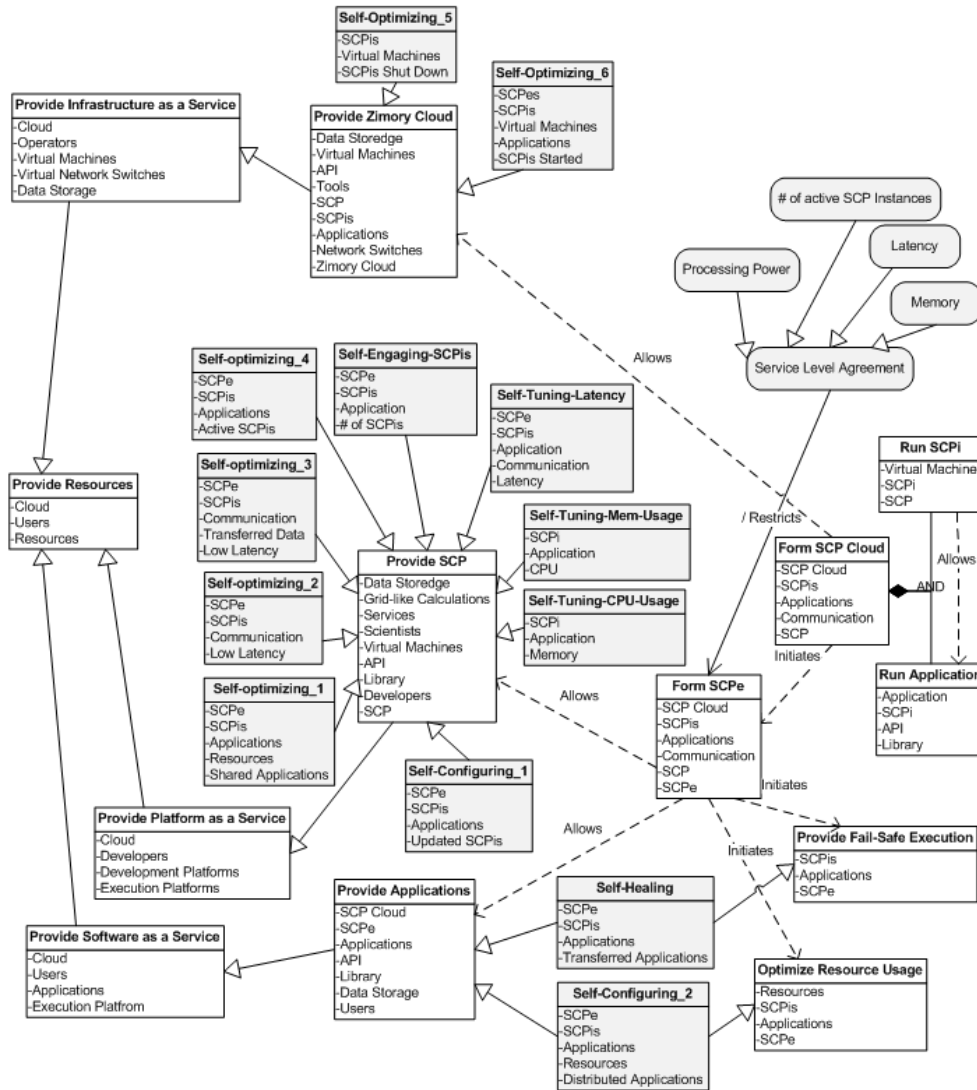 Self-Optimizing_5
-SCPis
-Virtual Machines
-SCPis Shut Down
Self-Optimizing_6
-SCPes
-SCPis
-Virtual Machines
-Applications
-SCPis Started
Provide Infrastructure as a Service
-Cloud
-Operators
-Virtual Machines
-Virtual Network Switches
-Data Storage
Provide Zimory Cloud
-Data Storedge
-Virtual Machines
-API
-Tools
-SCP
-SCPis
-Applications
-Network Switches
-Zimory Cloud
# of active SCP Instances
Latency
Processing Power
Memory
Service Level Agreement
Allows
Self-optimizing_4
-SCPe
-SCPis
-Applications
-Active SCPis
Self-Engaging-SCPis
-SCPe
-SCPis
-Application
-# of SCPis
Self-Tuning-Latency
-SCPe
-SCPis
-Application
-Communication
-Latency
Run SCPi
-Virtual Machine
-SCPi
-SCP
Self-optimizing_3
-SCPe
-SCPis
-Communication
-Transferred Data
-Low Latency
Provide Resources
-Cloud
-Users
-Resources
Self-Tuning-Mem-Usage
-SCPi
-Application
-CPU
/ Restricts
Form SCP Cloud
-SCP Cloud
-SCPis
-Applications
-Communication
-SCP
Allows
AND
Provide SCP
-Data Storedge
-Grid-like Calculations
-Services
-Scientists
-Virtual Machines
-API
-Library
-Developers
-SCP
Self-optimizing_2
-SCPe
-SCPis
-Communication
-Low Latency
Self-Tuning-CPU-Usage
-SCPi
-Application
-Memory
Initiates
Self-optimizing_1
-SCPe
-SCPis
-Applications
-Resources
-Shared Applications
Allows
Form SCPe
-SCP Cloud
-SCPis
-Applications
-Communication
-SCP
-SCPe
Run Application
-Application
-SCPi
-API
-Library
Self-Configuring_1
-SCPe
-SCPis
-Applications
-Updated SCPis
Initiates
Provide Platform as a Service
-Cloud
-Developers
-Development Platforms
-Execution Platforms
Allows
Initiates
Provide Fail-Safe Execution
-SCPis
-Applications
-SCPe
Provide Applications
-SCP Cloud
-SCPe
-Applications
-API
-Library
-Data Storage
-Users
Self-Healing
-SCPe
-SCPis
-Applications
-Transferred Applications
Provide Software as a Service
-Cloud
-Users
-Applications
-Execution Platfrom
Optimize Resource Usage
-Resources
-SCPis
-Applications
-SCPe
Self-Configuring_2
-SCPe
-SCPis
-Applications
-Resources
-Distributed Applications